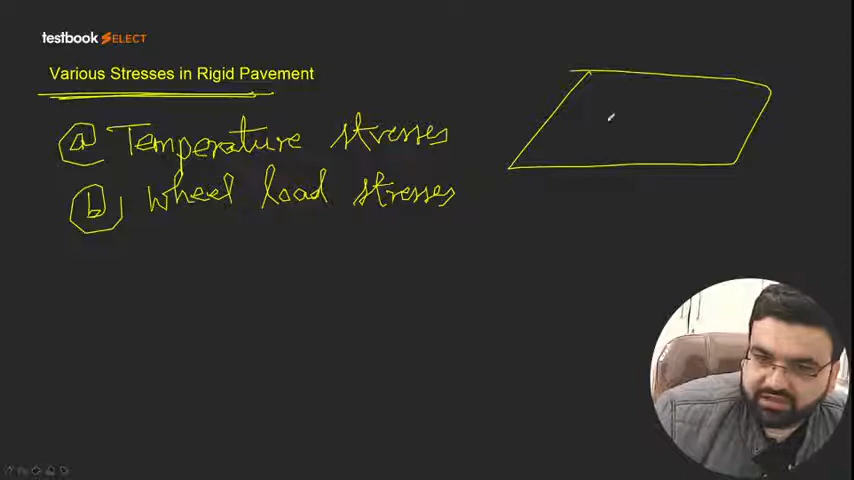 testbook SELECT
Various Stresses in Rigid Pavement
a Temperature stresses
b Wheel load stresses